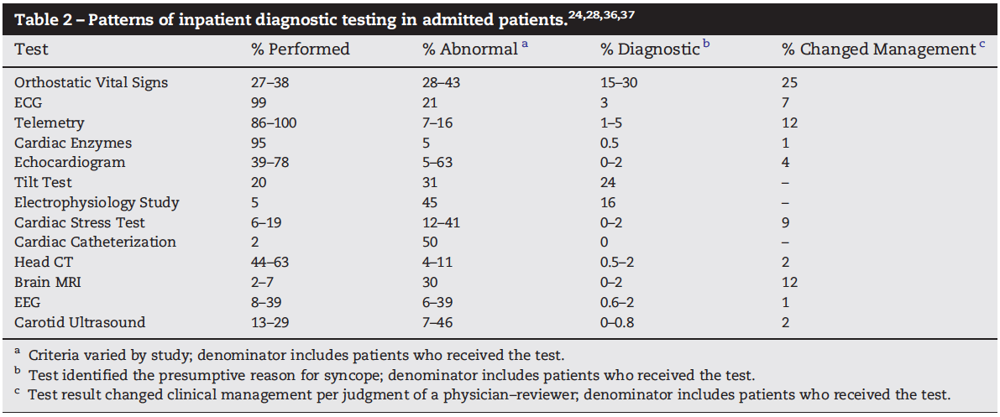 Table 2 – Patterns of inpatient diagnostic testing in admitted patients.24,28,36,37
Test % Performed % Abnormal a % Diagnostic b % Changed Management c
Orthostatic Vital Signs 27–38 28–43 15–30 25
ECG 99 21 3 7
Telemetry 86–100 7–16 1–5 12
Cardiac Enzymes 95 5 0.5 1
Echocardiogram 39–78 5–63 0–2 4
Tilt Test 20 31 24 –
Electrophysiology Study 5 45 16 –
Cardiac Stress Test 6–19 12–41 0–2 9
Cardiac Catheterization 2 50 0 –
Head CT 44–63 4–11 0.5–2 2
Brain MRI 2–7 30 0–2 12
EEG 8–39 6–39 0.6–2 1
Carotid Ultrasound 13–29 7–46 0–0.8 2
a Criteria varied by study; denominator includes patients who received the test.
b Test identified the presumptive reason for syncope; denominator includes patients who received the test.
c Test result changed clinical management per judgment of a physician–reviewer; denominator includes patients who received the test.